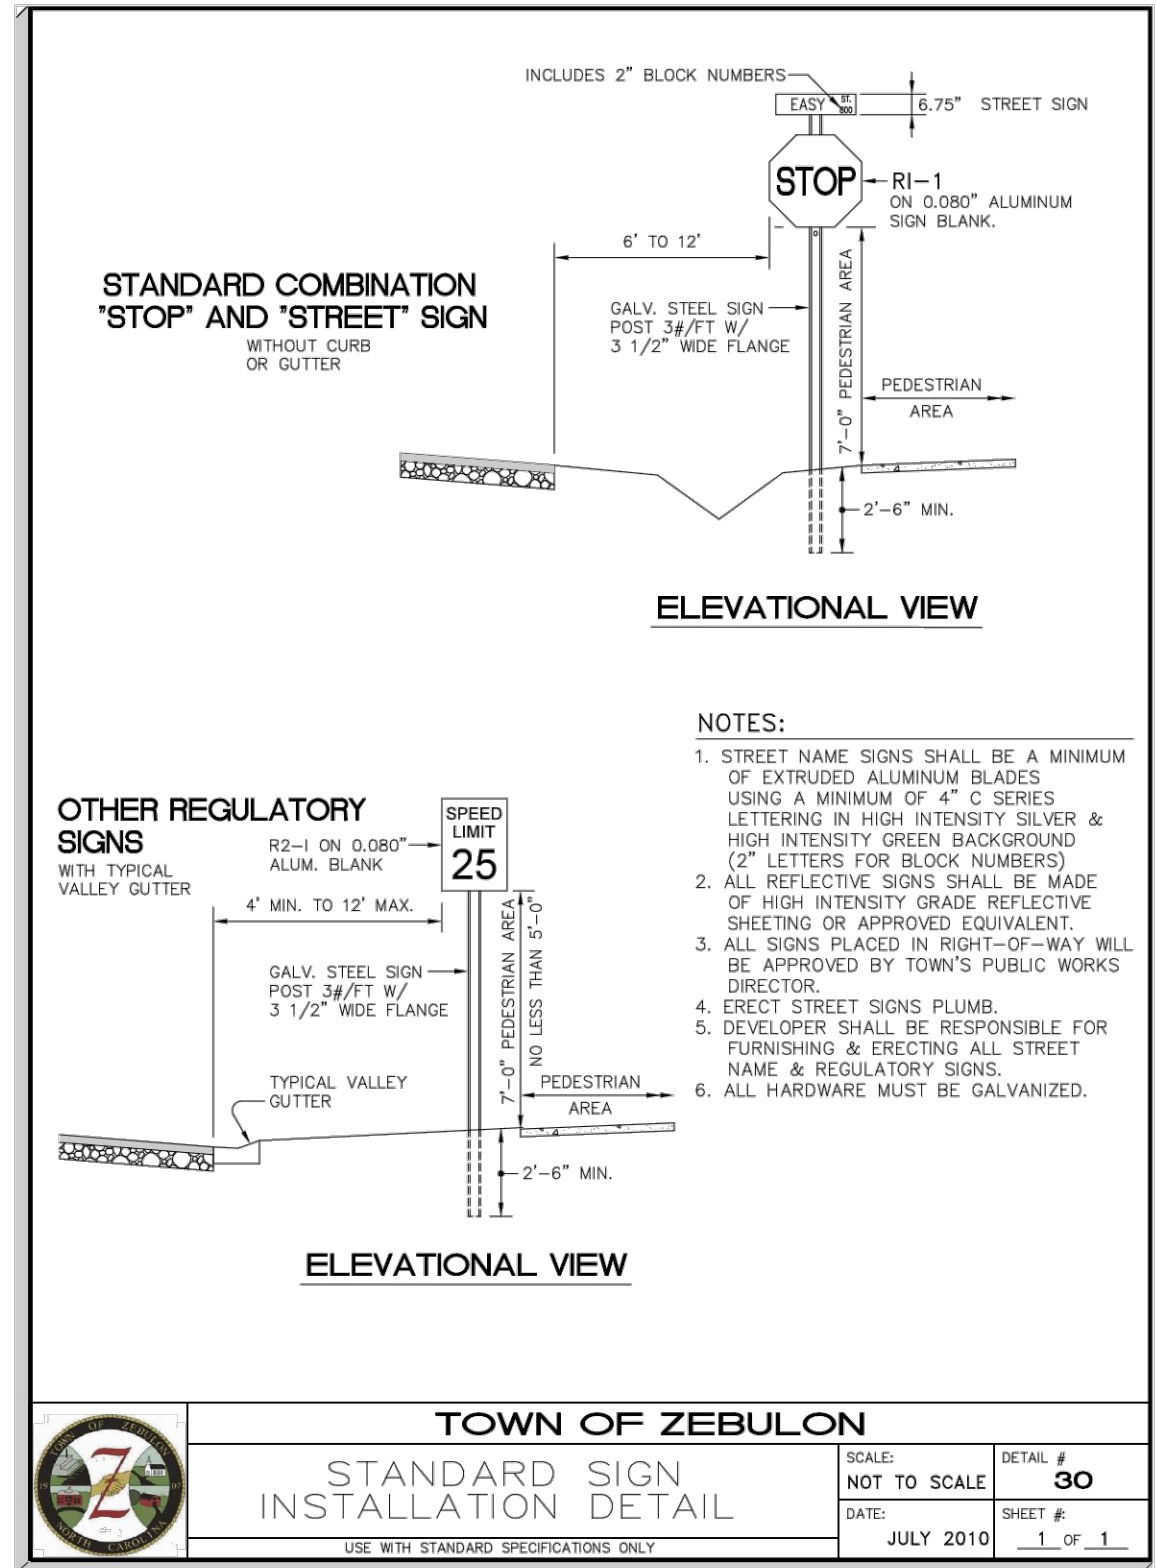 INCLUDES 2" BLOCK NUMBERS
EASY ST.
800
6.75" STREET SIGN
STOP
RI-1
ON 0.080" ALUMINUM
SIGN BLANK.
6' TO 12'
STANDARD COMBINATION
"STOP" AND "STREET" SIGN
WITHOUT CURB
OR GUTTER
GALV. STEEL SIGN
POST 3#/FT W/
3 1/2" WIDE FLANGE
7'-0" PEDESTRIAN AREA
PEDESTRIAN
AREA
2'-6" MIN.
ELEVATIONAL VIEW
NOTES:
1. STREET NAME SIGNS SHALL BE A MINIMUM
OF EXTRUDED ALUMINUM BLADES
USING A MINIMUM OF 4" C SERIES
LETTERING IN HIGH INTENSITY SILVER &
HIGH INTENSITY GREEN BACKGROUND
(2" LETTERS FOR BLOCK NUMBERS)
2. ALL REFLECTIVE SIGNS SHALL BE MADE
OF HIGH INTENSITY GRADE REFLECTIVE
SHEETING OR APPROVED EQUIVALENT.
3. ALL SIGNS PLACED IN RIGHT-OF-WAY WILL
BE APPROVED BY TOWN'S PUBLIC WORKS
DIRECTOR.
4. ERECT STREET SIGNS PLUMB.
5. DEVELOPER SHALL BE RESPONSIBLE FOR
FURNISHING & ERECTING ALL STREET
NAME & REGULATORY SIGNS.
6. ALL HARDWARE MUST BE GALVANIZED.
OTHER REGULATORY
SIGNS
WITH TYPICAL
VALLEY GUTTER
SPEED
LIMIT
25
R2-I ON 0.080"
ALUM. BLANK
4' MIN. TO 12' MAX.
GALV. STEEL SIGN
POST 3#/FT W/
3 1/2" WIDE FLANGE
7'-0" PEDESTRIAN AREA
NO LESS THAN 5'-0"
TYPICAL VALLEY
GUTTER
PEDESTRIAN
AREA
2'-6" MIN.
ELEVATIONAL VIEW
TOWN OF ZEBULON
NORTH CAROLINA
1907
Z
TOWN OF ZEBULON
STANDARD SIGN
INSTALLATION DETAIL
USE WITH STANDARD SPECIFICATIONS ONLY
SCALE:
NOT TO SCALE
DETAIL #
30
DATE:
JULY 2010
SHEET #:
1 OF 1